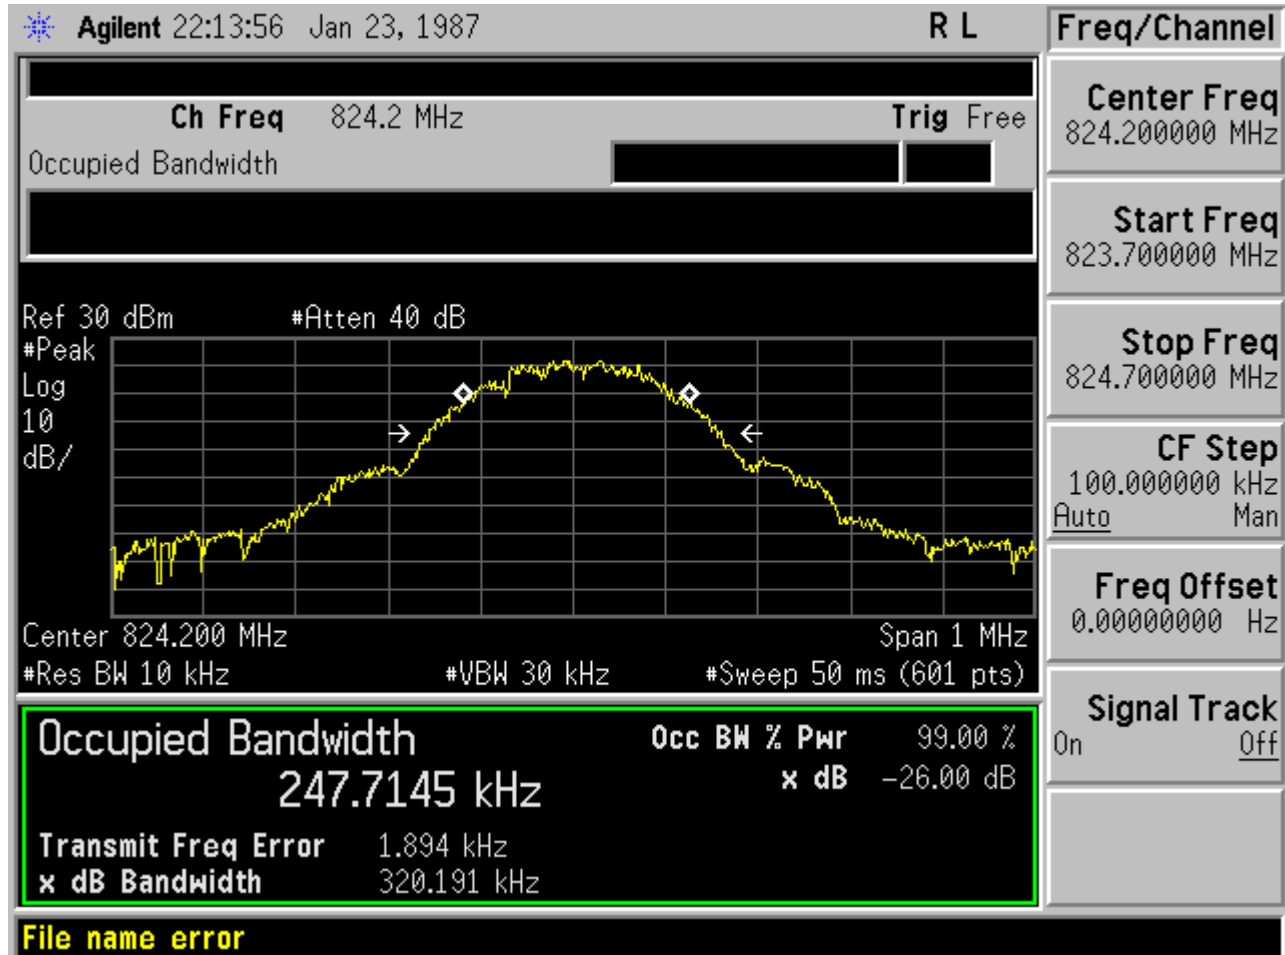 Agilent 22:13:56 Jan 23, 1987 R L Freq/Channel
Ch Freq 824.2 MHz Trig Free
Occupied Bandwidth
Center Freq
824.200000 MHz
Start Freq
823.700000 MHz
Stop Freq
824.700000 MHz
CF Step
100.000000 kHz
Auto Man
Freq Offset
0.00000000 Hz
Signal Track
On Off
Ref 30 dBm #Atten 40 dB
#Peak
Log
10
dB/
Center 824.200 MHz Span 1 MHz
#Res BW 10 kHz #VBW 30 kHz #Sweep 50 ms (601 pts)
Occupied Bandwidth Occ BW % Pwr 99.00 %
247.7145 kHz x dB -26.00 dB
Transmit Freq Error 1.894 kHz
x dB Bandwidth 320.191 kHz
File name error